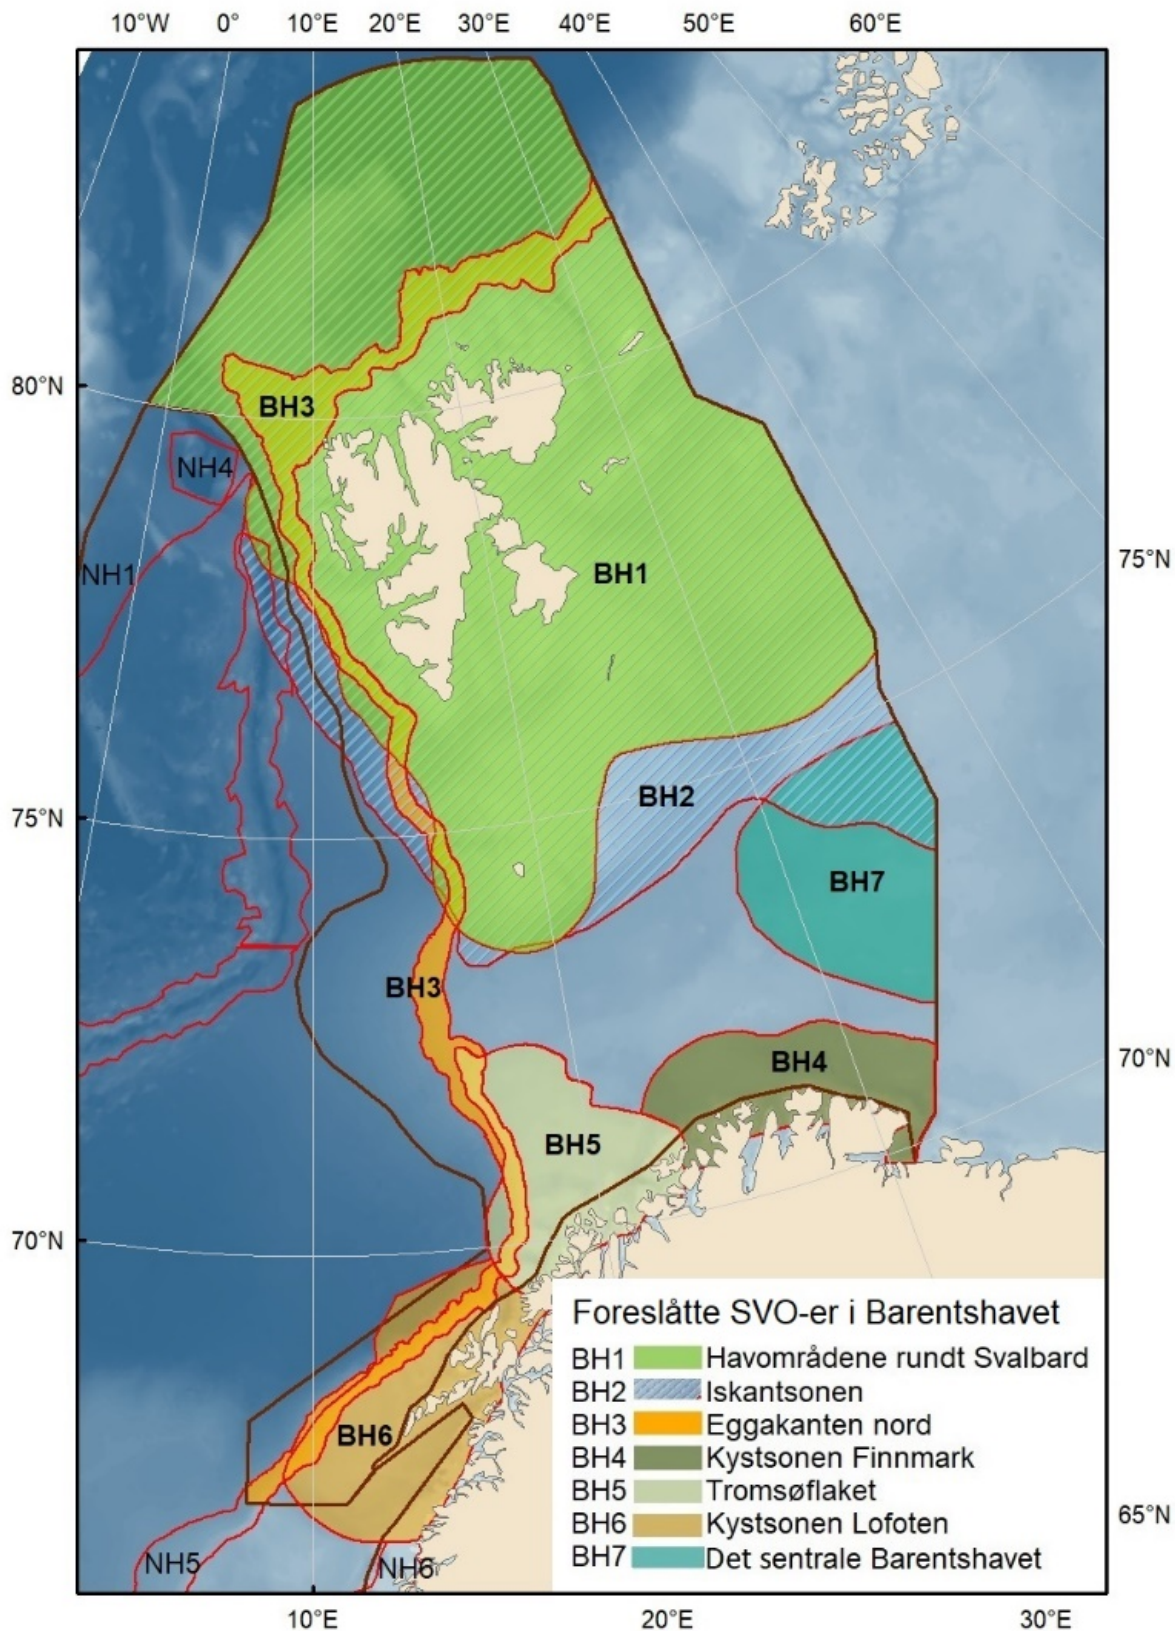 10°W 0° 10°E 20°E 30°E 40°E 50°E 60°E
80°N
BH3
NH4
NH1
BH1
75°N
BH2
75°N
BH7
BH3
BH4
70°N
BH5
70°N
Foreslåtte SVO-er i Barentshavet
BH1 Havområdene rundt Svalbard
BH2 Iskantsonen
BH3 Eggakanten nord
BH4 Kystsonen Finnmark
BH5 Tromsøflaket
BH6 Kystsonen Lofoten
BH7 Det sentrale Barentshavet
BH6
65°N
NH5
NH6
10°E 20°E 30°E